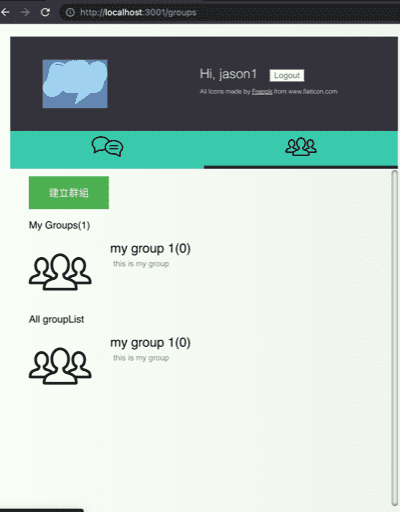 http://localhost:3001/groups
Hi, jason1 Logout
All Icons made by Freepik from www.flaticon.com
建立群組
My Groups(1)
my group 1(0)
this is my group
All groupList
my group 1(0)
this is my group